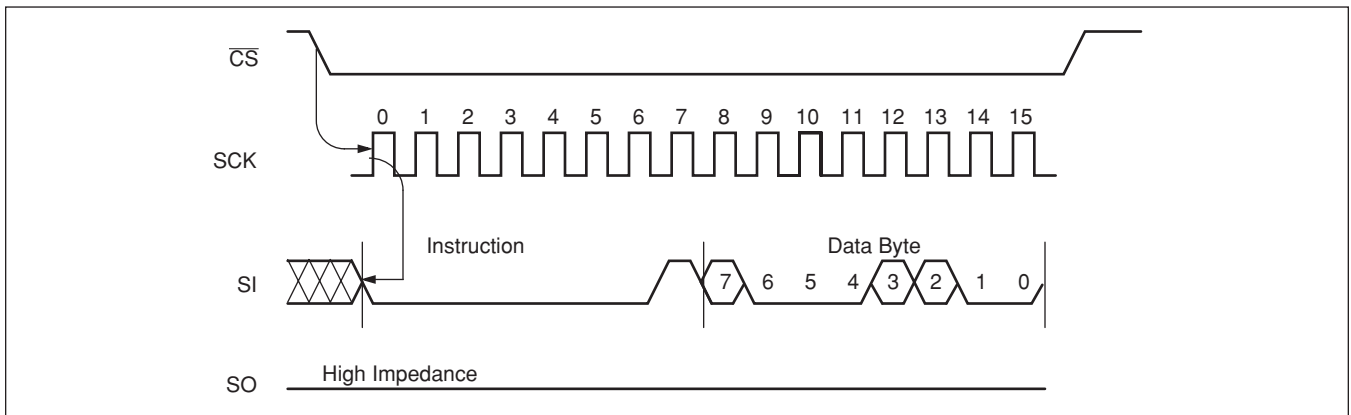 CS
0 1 2 3 4 5 6 7 8 9 10 11 12 13 14 15
SCK
Instruction Data Byte
SI 7 6 5 4 3 2 1 0
SO High Impedance